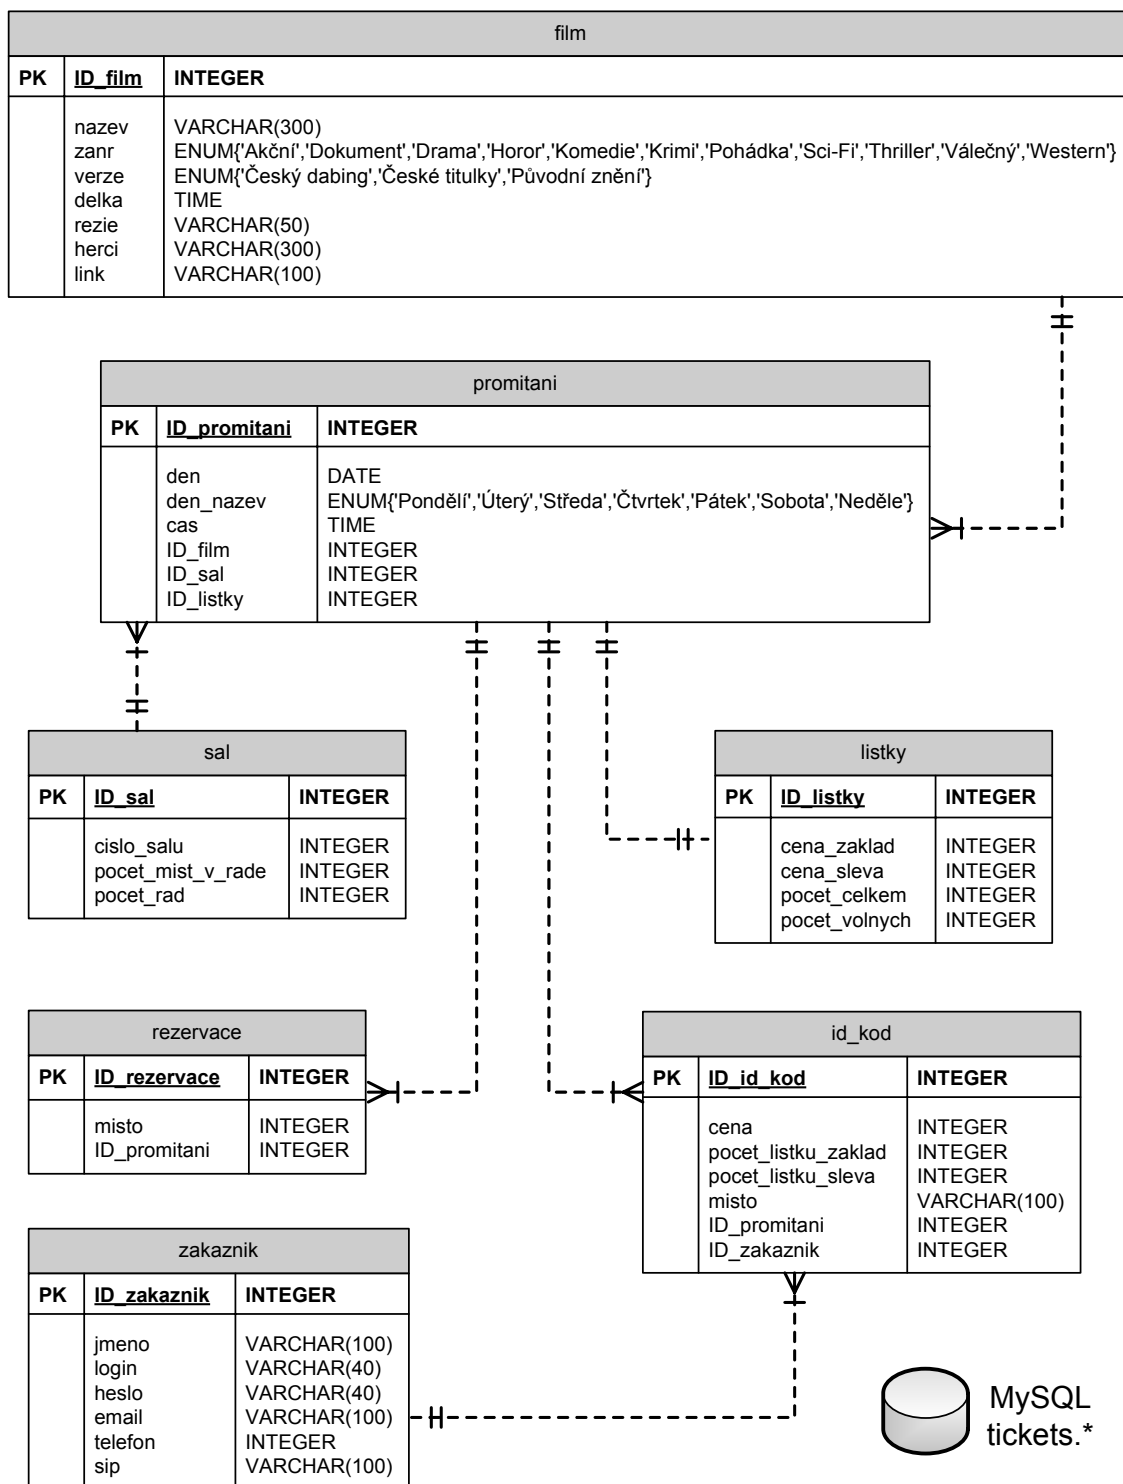 film
PK ID_film INTEGER
nazev VARCHAR(300)
zanr ENUM{'Akční','Dokument','Drama','Horor','Komedie','Krimi','Pohádka','Sci-Fi','Thriller','Válečný','Western'}
verze ENUM{'Český dabing','České titulky','Původní znění'}
delka TIME
rezie VARCHAR(50)
herci VARCHAR(300)
link VARCHAR(100)
promitani
PK ID_promitani INTEGER
den DATE
den_nazev ENUM{'Pondělí','Úterý','Středa','Čtvrtek','Pátek','Sobota','Neděle'}
cas TIME
ID_film INTEGER
ID_sal INTEGER
ID_listky INTEGER
sal
PK ID_sal INTEGER
cislo_salu INTEGER
pocet_mist_v_rade INTEGER
pocet_rad INTEGER
listky
PK ID_listky INTEGER
cena_zaklad INTEGER
cena_sleva INTEGER
pocet_celkem INTEGER
pocet_volnych INTEGER
rezervace
PK ID_rezervace INTEGER
misto INTEGER
ID_promitani INTEGER
id_kod
PK ID_id_kod INTEGER
cena INTEGER
pocet_listku_zaklad INTEGER
pocet_listku_sleva INTEGER
misto VARCHAR(100)
ID_promitani INTEGER
ID_zakaznik INTEGER
zakaznik
PK ID_zakaznik INTEGER
jmeno VARCHAR(100)
login VARCHAR(40)
heslo VARCHAR(40)
email VARCHAR(100)
telefon INTEGER
sip VARCHAR(100)
MySQL
tickets.*